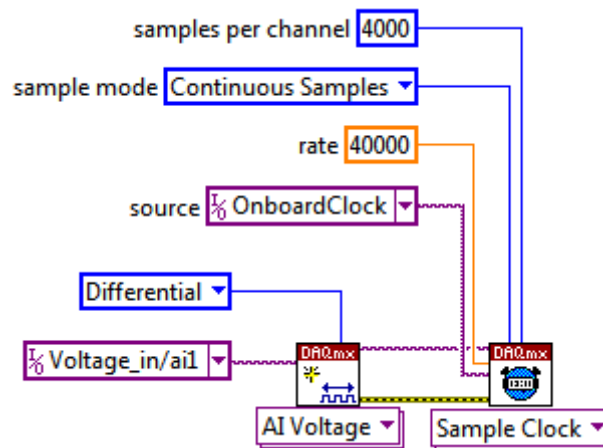 samples per channel 4000
sample mode Continuous Samples
rate 40000
source I/O OnboardClock
Differential
I/O Voltage_in/ai1
DAQmx
DAQmx
AI Voltage
Sample Clock